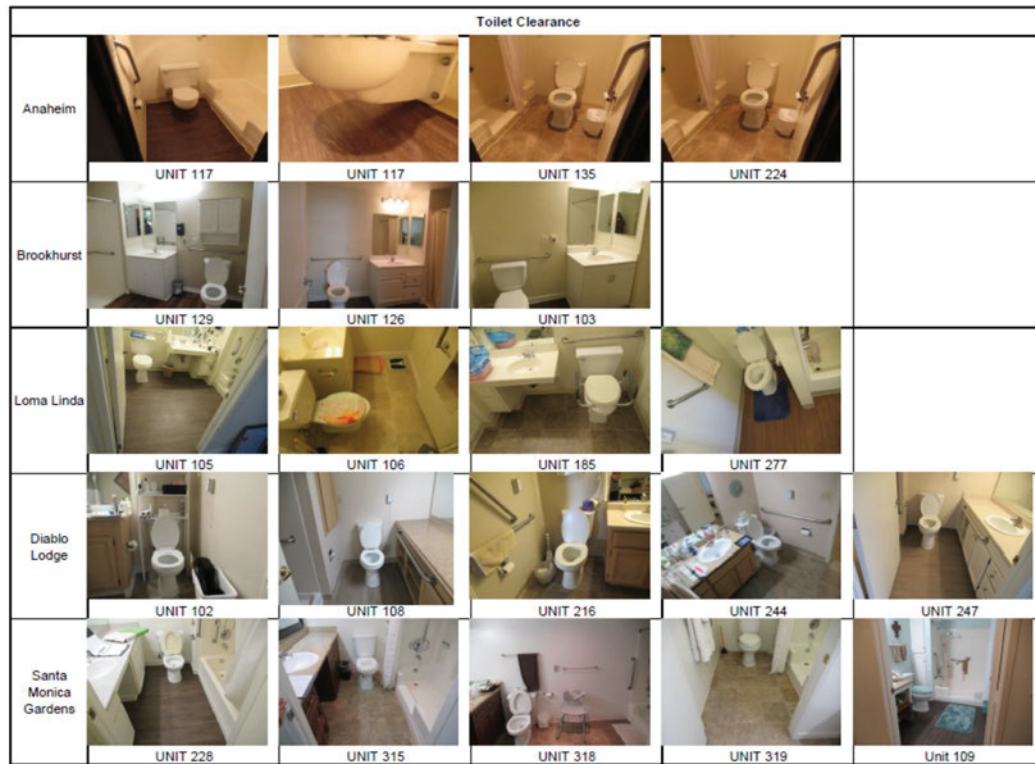 Toilet Clearance
Anaheim
UNIT 117
UNIT 117
UNIT 135
UNIT 224
Brookhurst
UNIT 129
UNIT 126
UNIT 103
Loma Linda
UNIT 105
UNIT 106
UNIT 185
UNIT 277
Diablo
Lodge
UNIT 102
UNIT 108
UNIT 216
UNIT 244
UNIT 247
Santa
Monica
Gardens
UNIT 228
UNIT 315
UNIT 318
UNIT 319
Unit 109